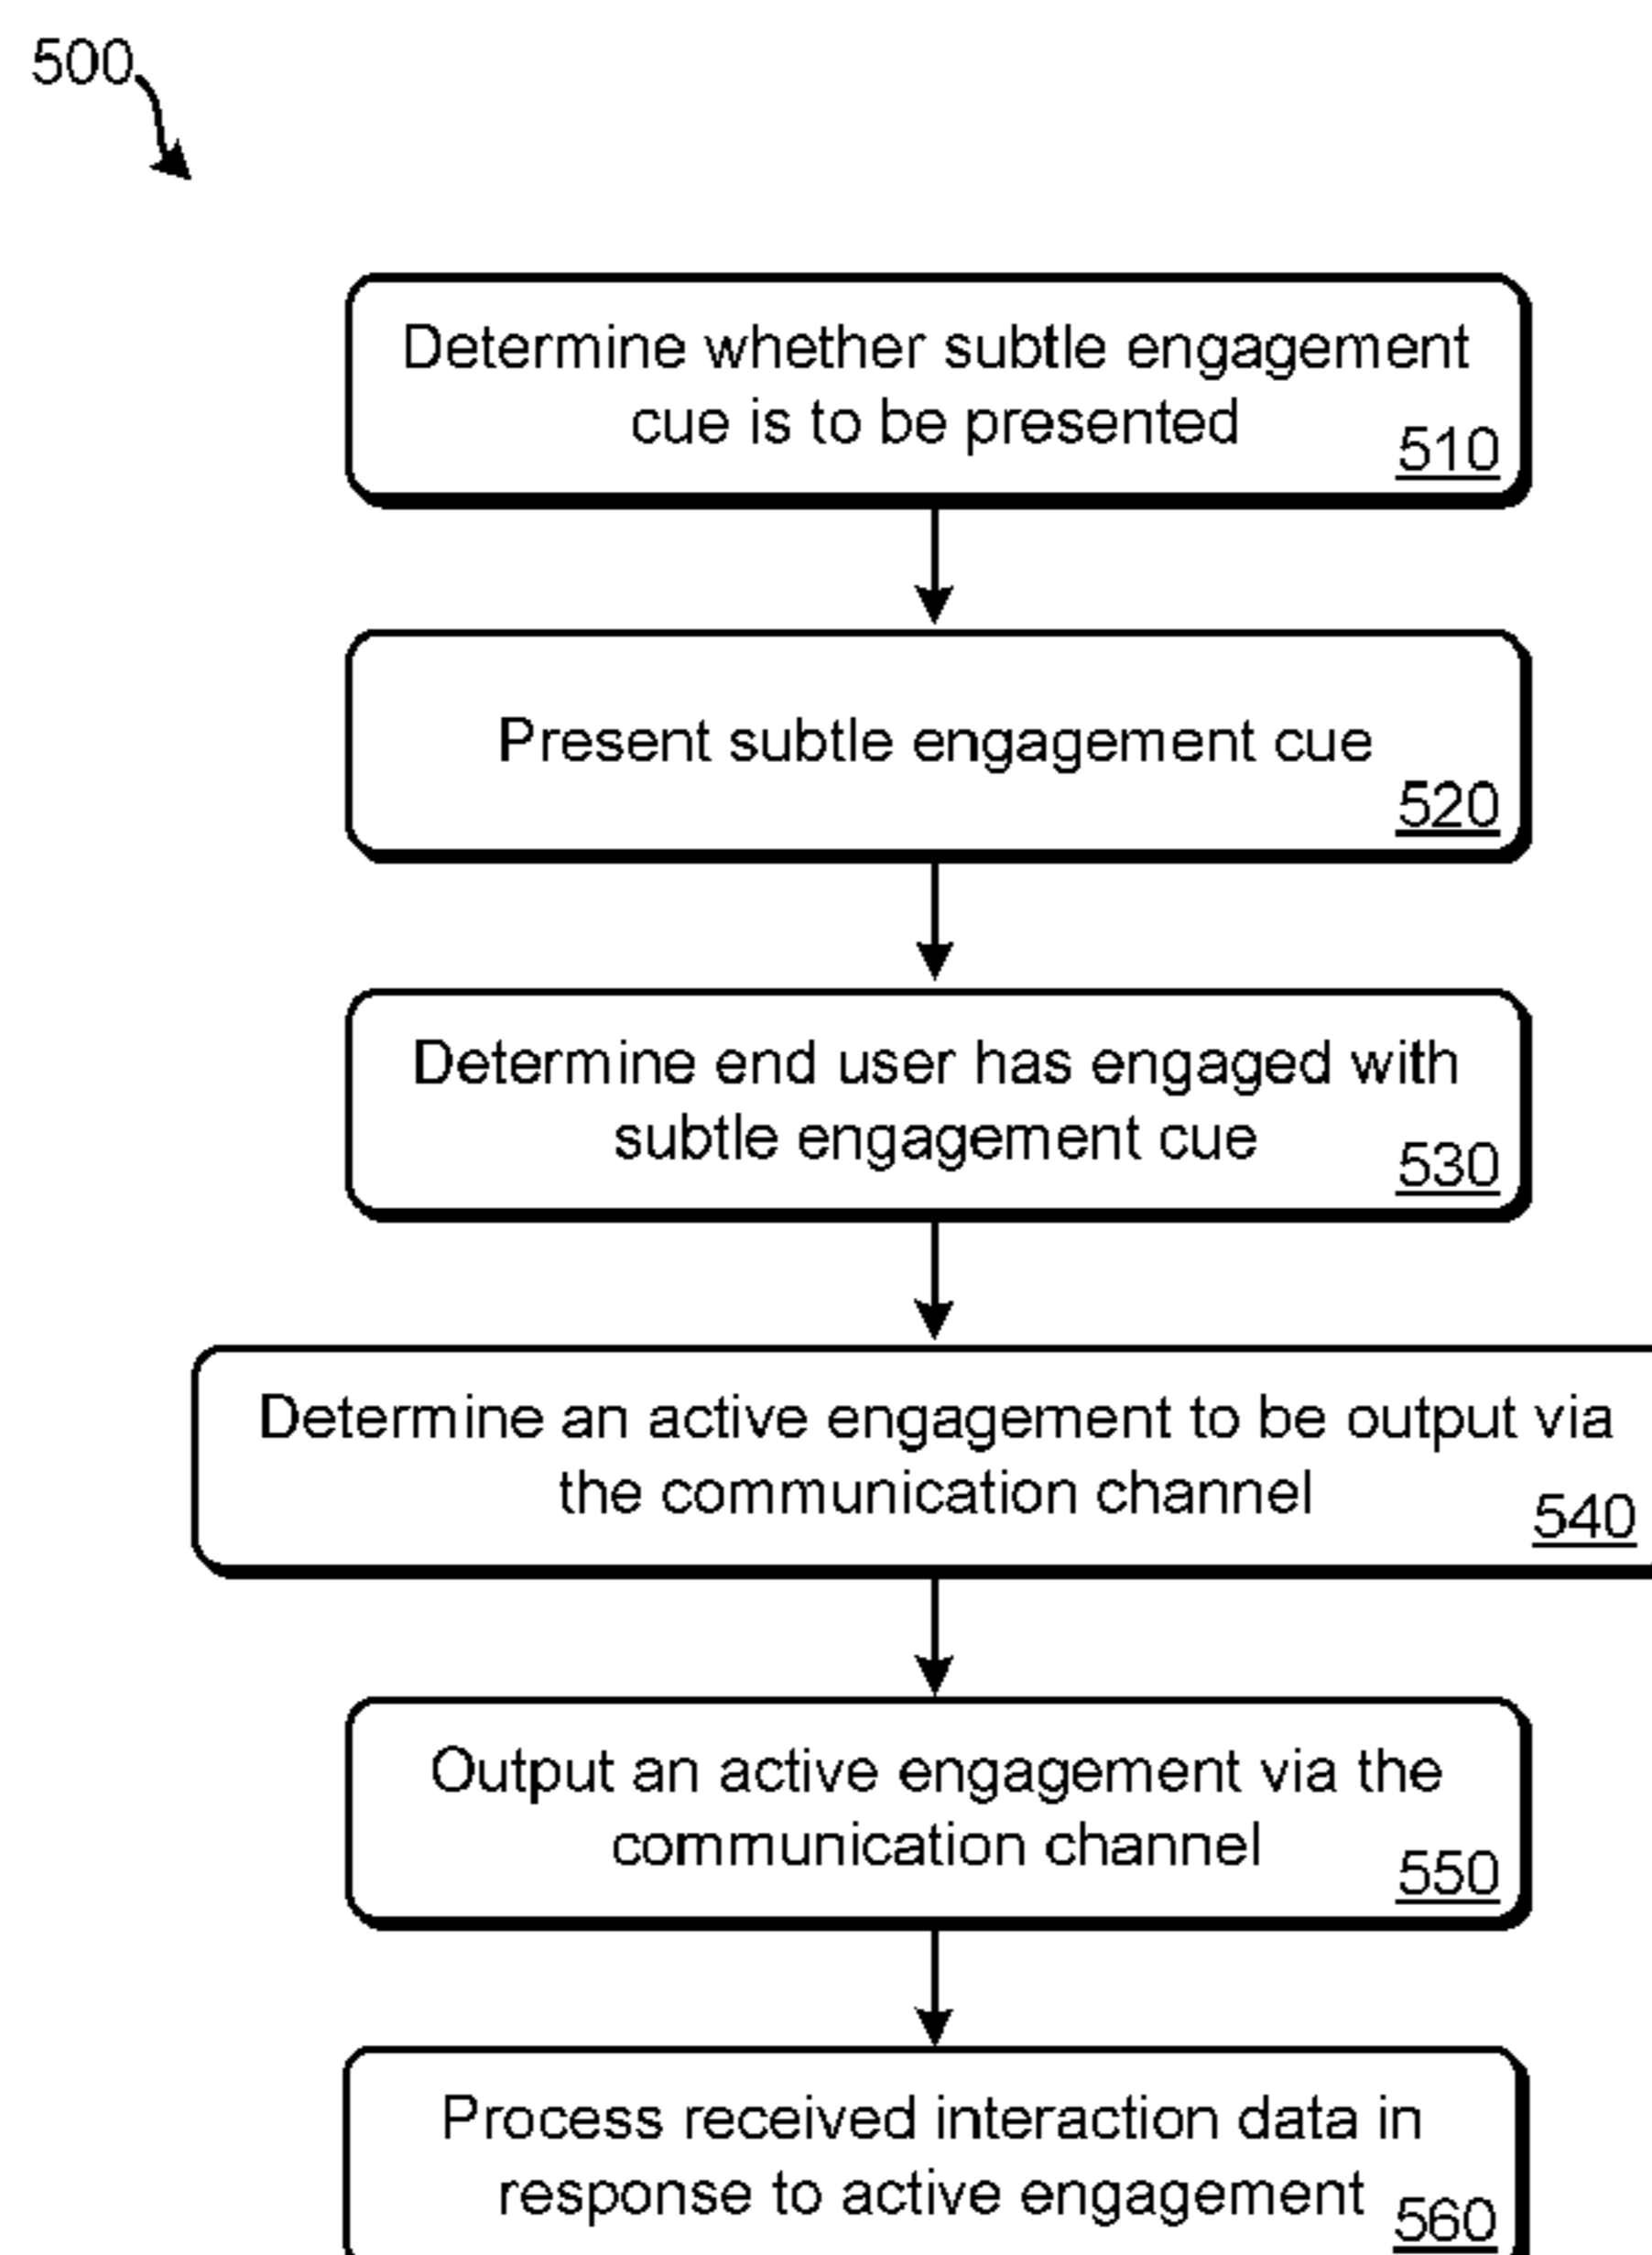 500
Determine whether subtle engagement
cue is to be presented
510
Present subtle engagement cue
520
Determine end user has engaged with
subtle engagement cue
530
Determine an active engagement to be output via
the communication channel
540
Output an active engagement via the
communication channel
550
Process received interaction data in
response to active engagement
560